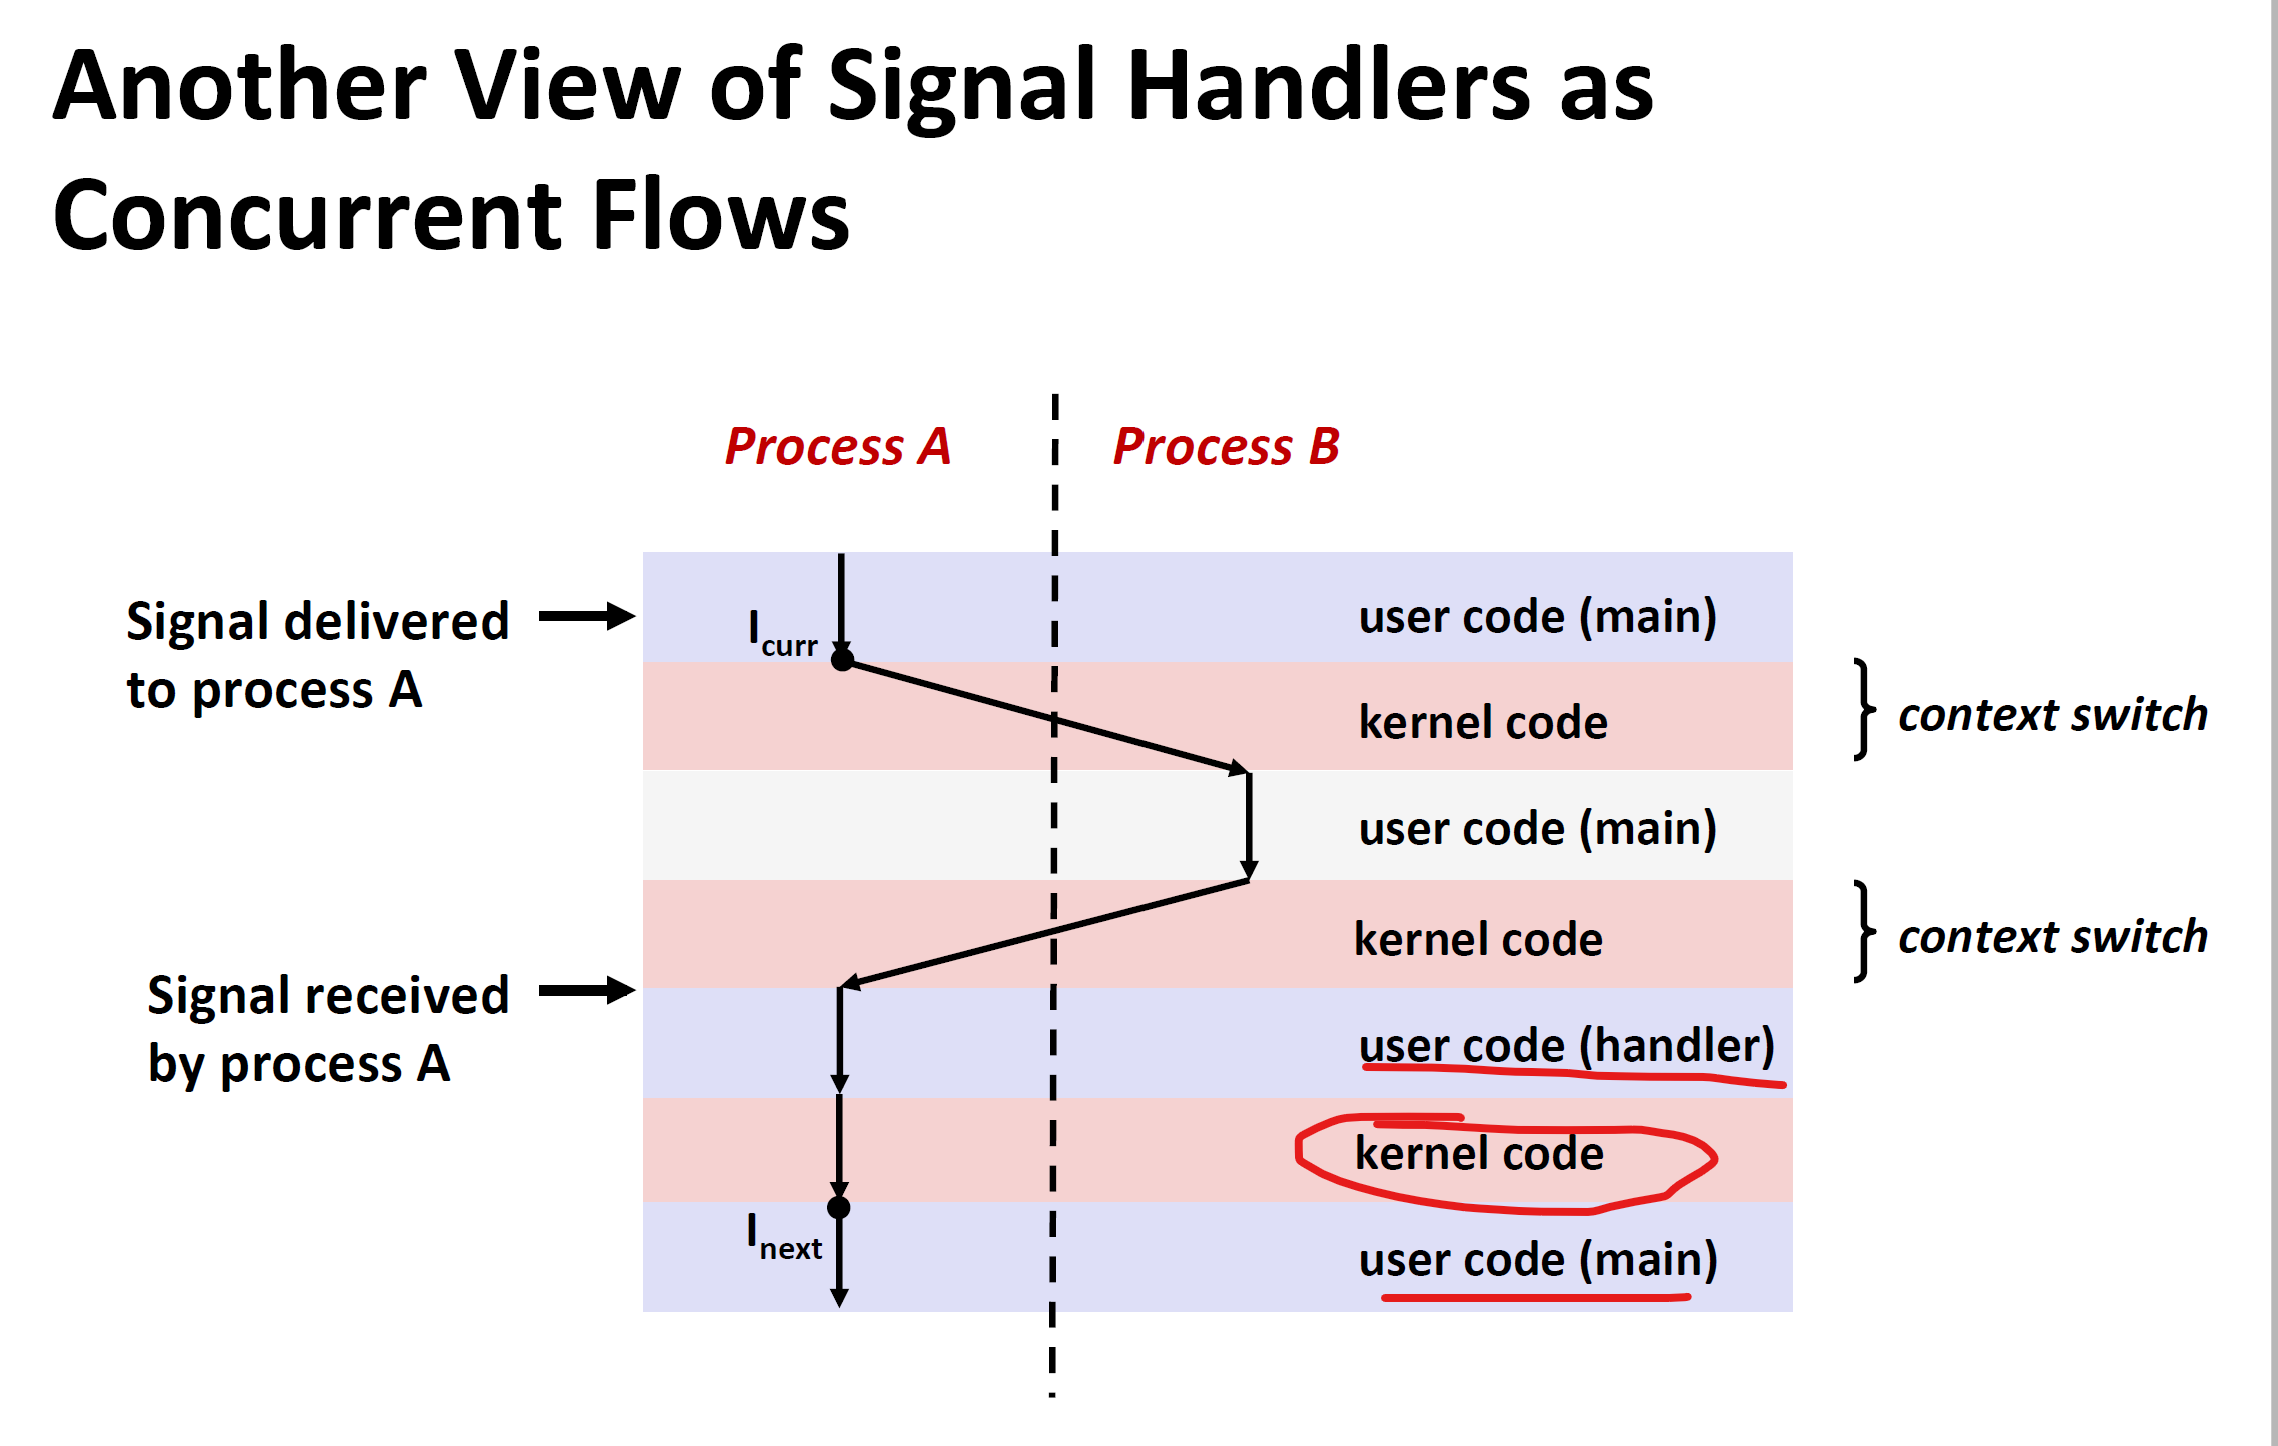 Another View of Signal Handlers as
Concurrent Flows
Process A
Process B
Signal delivered
to process A
I curr
user code (main)
kernel code
context switch
user code (main)
kernel code
context switch
Signal received
by process A
user code (handler)
kernel code
I next
user code (main)